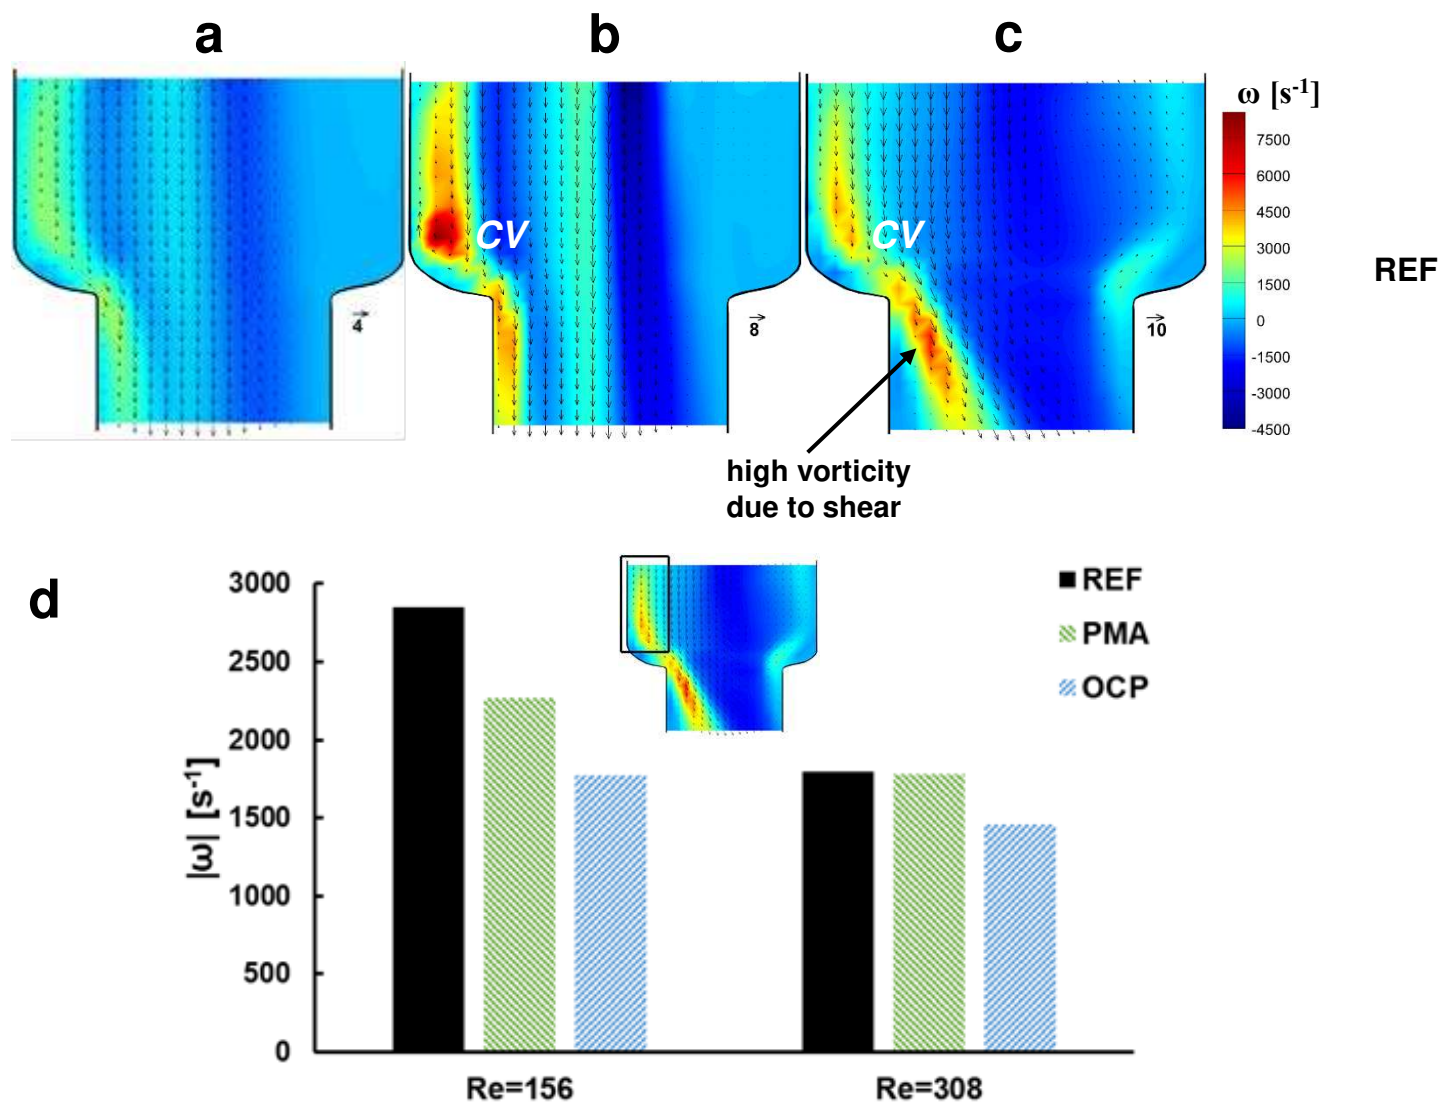 a
b
c
ω [s-1]
7500
6000
4500
3000
1500
0
-1500
-3000
-4500
REF
CV
CV
4
8
10
high vorticity
due to shear
d
3000
2500
2000
1500
1000
500
0
|ω| [s-1]
REF
PMA
OCP
Re=156
Re=308